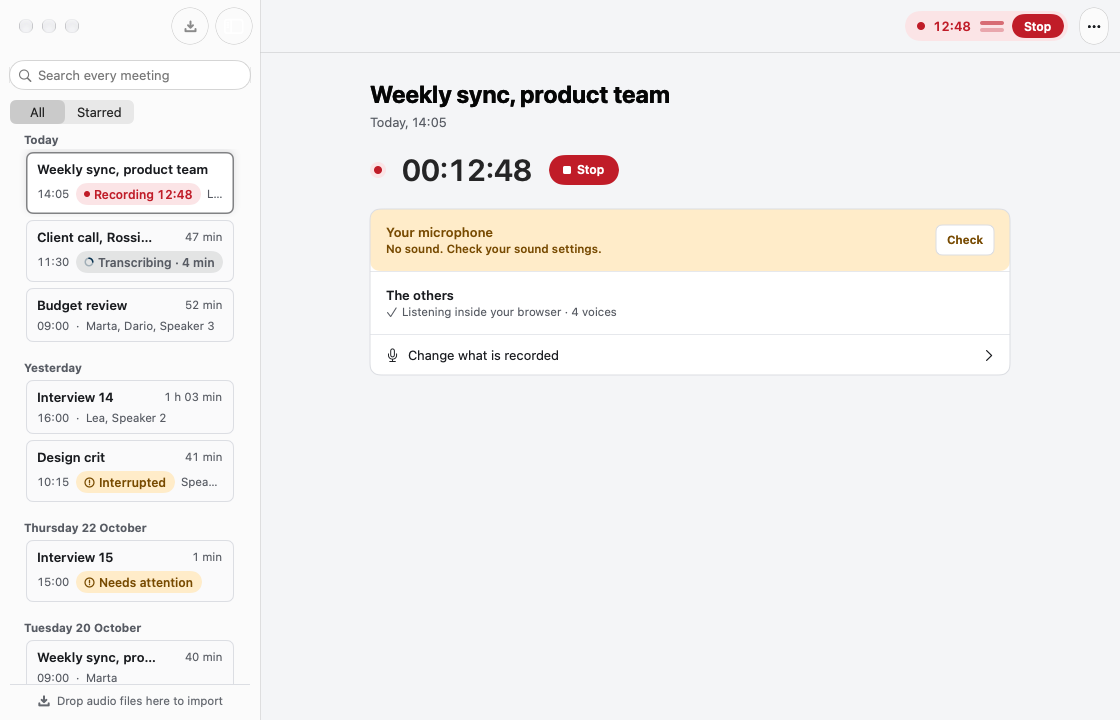 Search every meeting
All
Starred
Today
Weekly sync, product team
14:05 Recording 12:48 L...
Client call, Rossi... 47 min
11:30 Transcribing · 4 min
Budget review 52 min
09:00 · Marta, Dario, Speaker 3
Yesterday
Interview 14 1 h 03 min
16:00 · Lea, Speaker 2
Design crit 41 min
10:15 Interrupted Spea...
Thursday 22 October
Interview 15 1 min
15:00 Needs attention
Tuesday 20 October
Weekly sync, pro... 40 min
09:00 · Marta
Drop audio files here to import
12:48 Stop
Weekly sync, product team
Today, 14:05
00:12:48 Stop
Your microphone
No sound. Check your sound settings.
Check
The others
Listening inside your browser · 4 voices
Change what is recorded